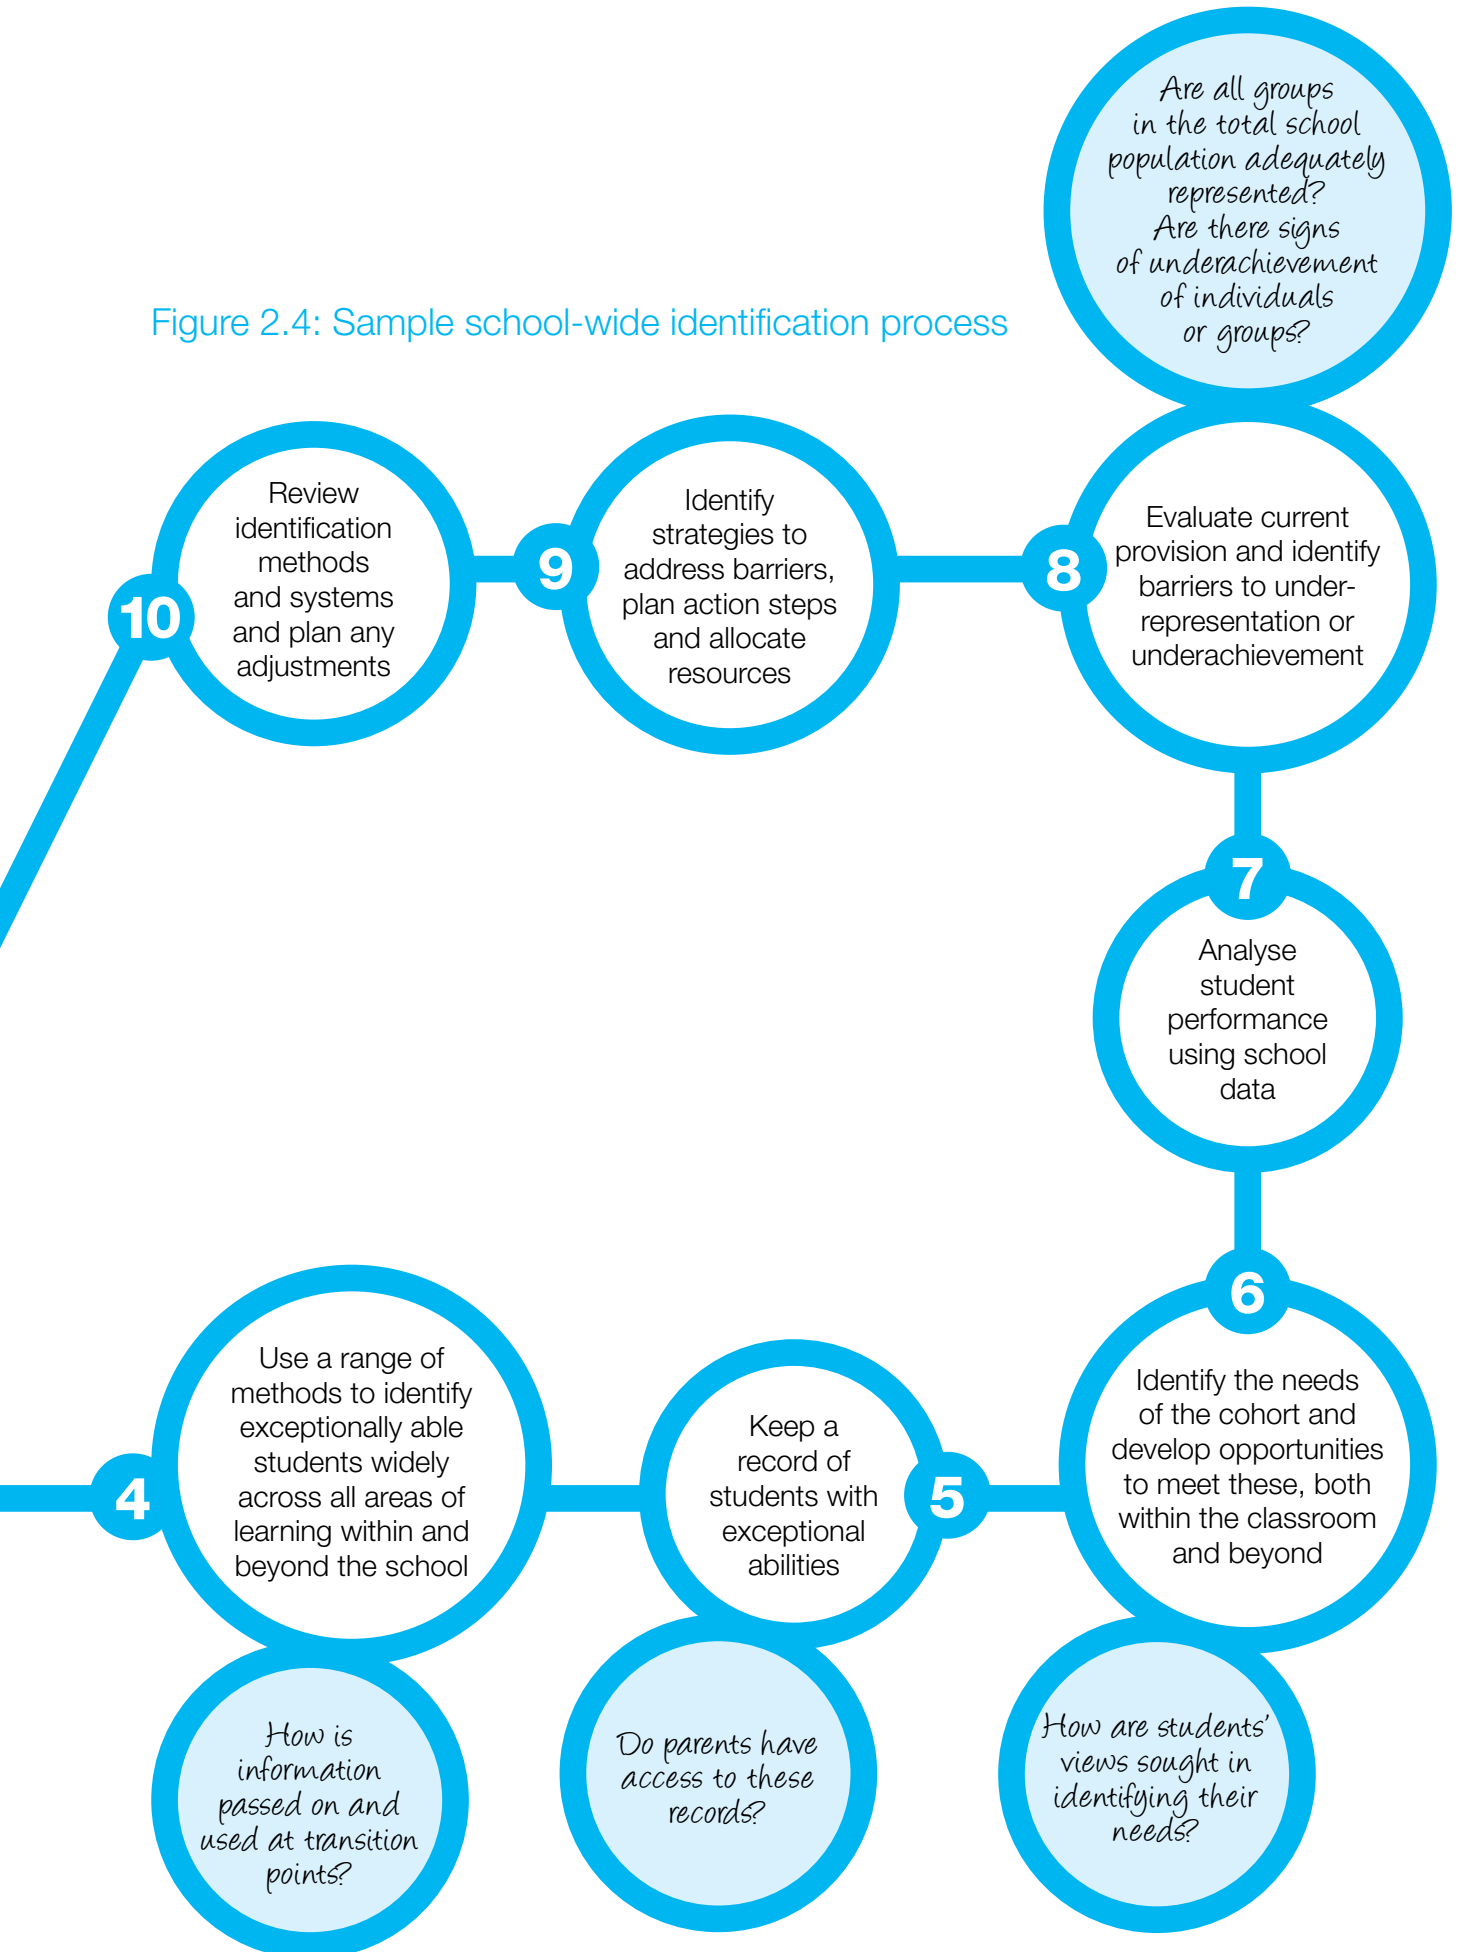 Are all groups
in the total school
population adequately
represented?
Are there signs
of underachievement
of individuals
or groups?
Figure 2.4: Sample school-wide identification process
10
Review
identification
methods
and systems
and plan any
adjustments
9
Identify
strategies to
address barriers,
plan action steps
and allocate
resources
8
Evaluate current
provision and identify
barriers to under-
representation or
underachievement
7
Analyse
student
performance
using school
data
6
Identify the needs
of the cohort and
develop opportunities
to meet these, both
within the classroom
and beyond
4
Use a range of
methods to identify
exceptionally able
students widely
across all areas of
learning within and
beyond the school
Keep a
record of
students with
exceptional
abilities
5
How is
information
passed on and
used at transition
points?
Do parents have
access to these
records?
How are students'
views sought in
identifying their
needs?